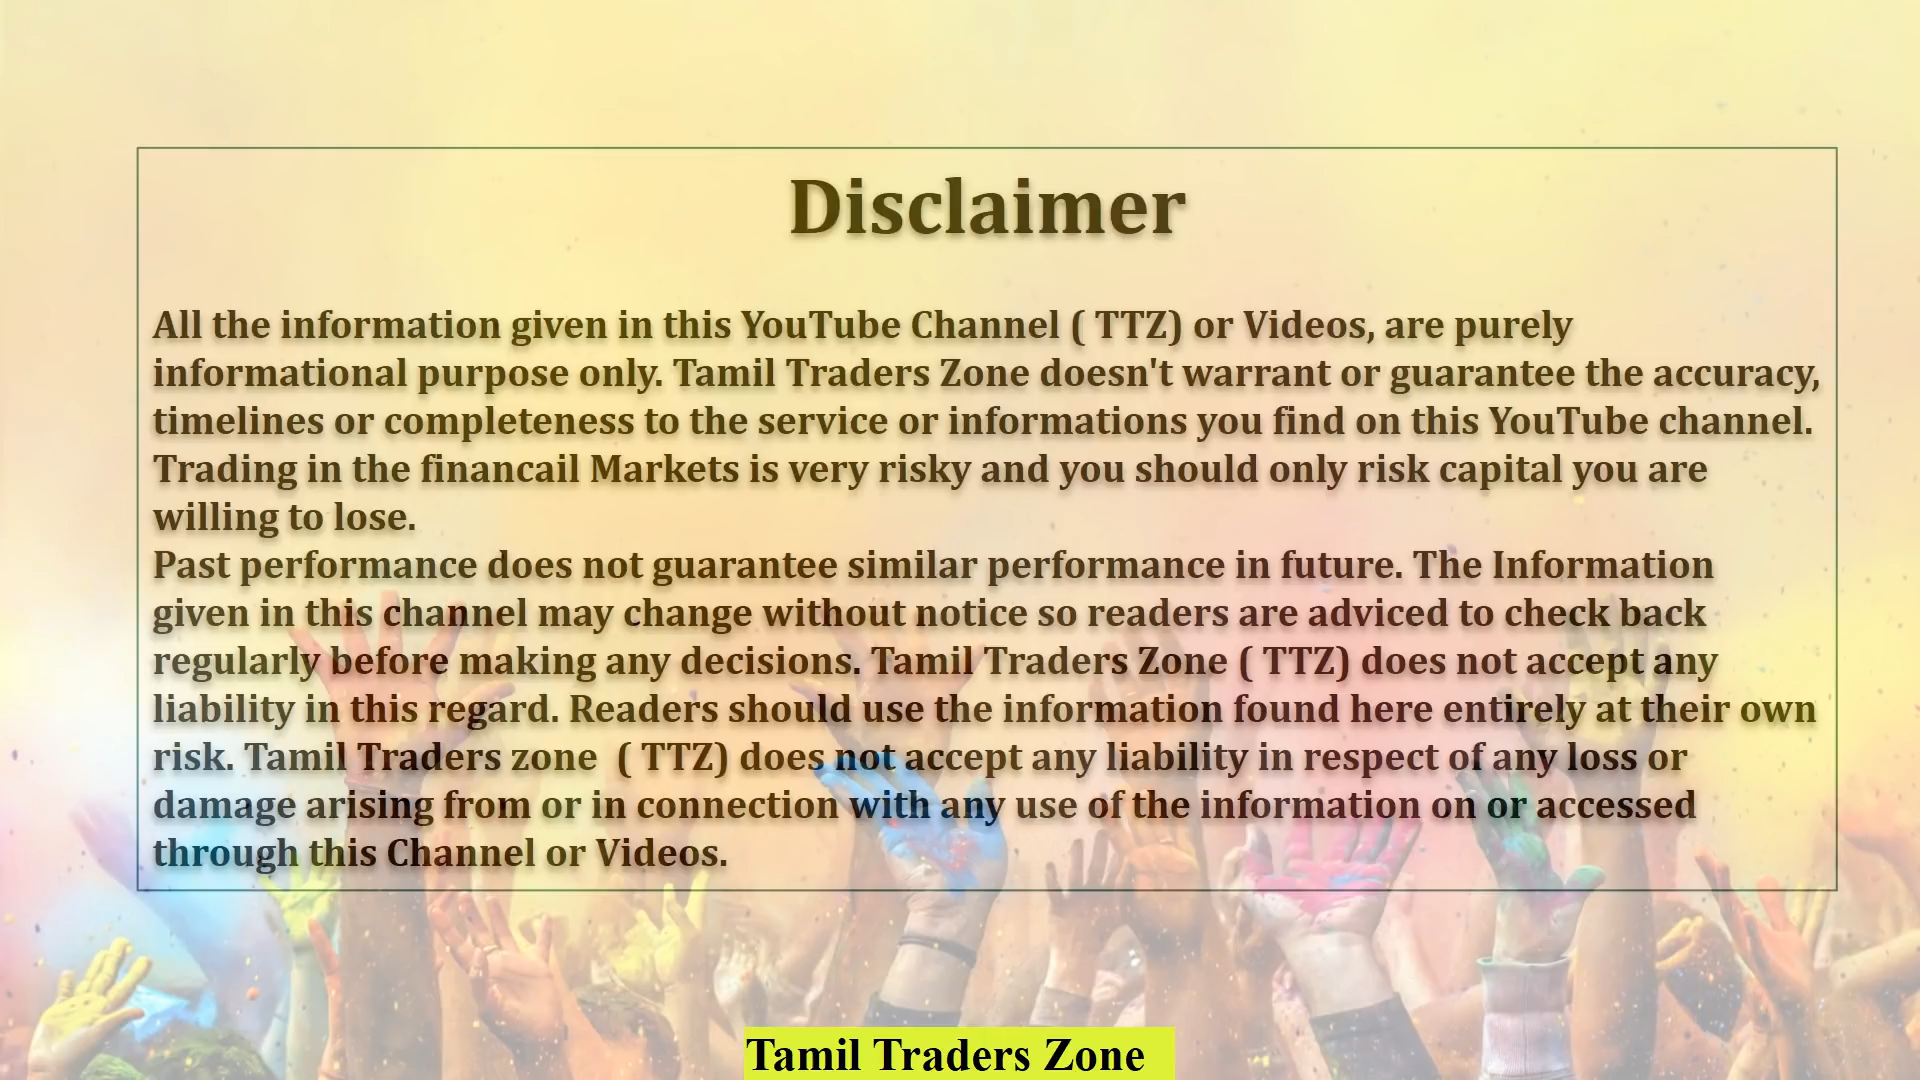 Disclaimer
All the information given in this YouTube Channel ( TTZ) or Videos, are purely
informational purpose only. Tamil Traders Zone doesn't warrant or guarantee the accuracy,
timelines or completeness to the service or informations you find on this YouTube channel.
Trading in the financail Markets is very risky and you should only risk capital you are
willing to lose.
Past performance does not guarantee similar performance in future. The Information
given in this channel may change without notice so readers are adviced to check back
regularly before making any decisions. Tamil Traders Zone ( TTZ) does not accept any
liability in this regard. Readers should use the information found here entirely at their own
risk. Tamil Traders zone  ( TTZ) does not accept any liability in respect of any loss or
damage arising from or in connection with any use of the information on or accessed
through this Channel or Videos.
Tamil Traders Zone